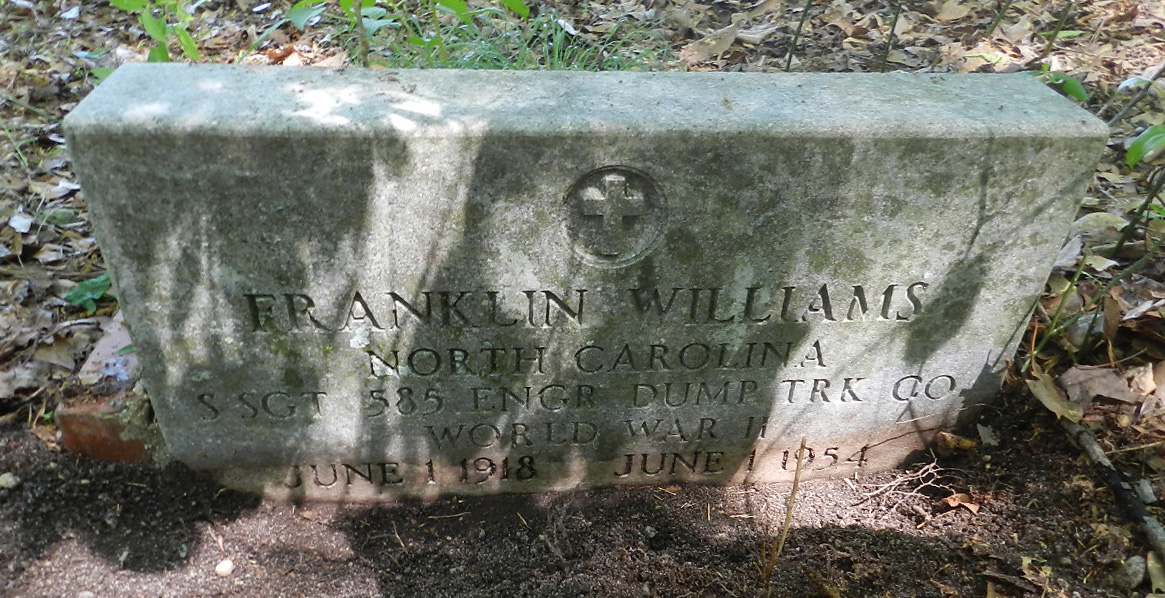 FRANKLIN WILLIAMS
NORTH CAROLINA
S SGT 585 ENGR DUMP TRK CO
WORLD WAR II
JUNE 1 1918 JUNE 1 1954